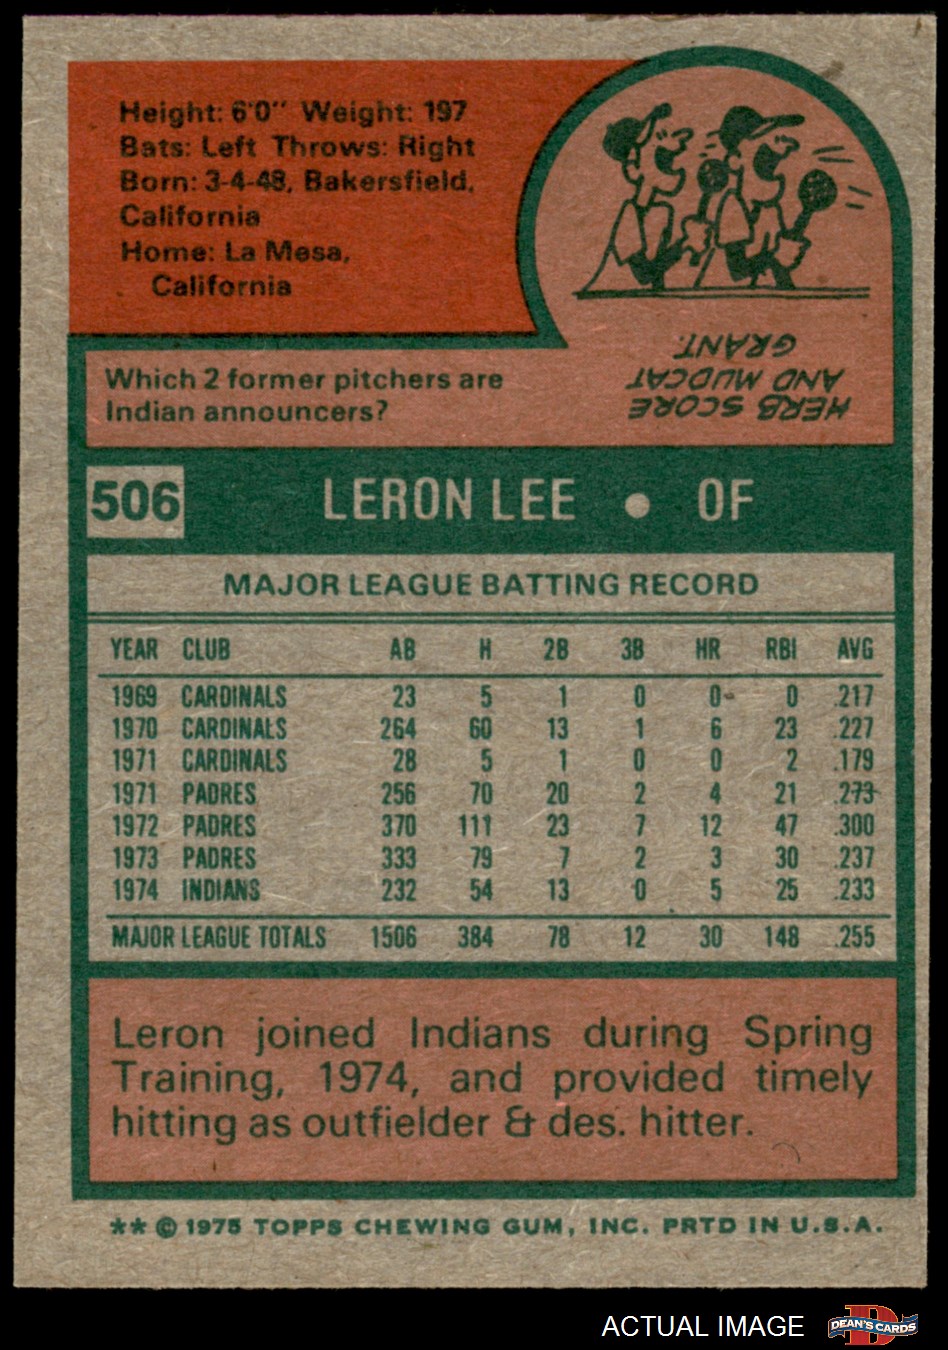 Height: 6'0" Weight: 197
Bats: Left Throws: Right
Born: 3-4-48, Bakersfield,
California
Home: La Mesa,
California
Which 2 former pitchers are
Indian announcers?
HERB SCORE
AND MUDCAT
GRANT.
506 LERON LEE • OF
MAJOR LEAGUE BATTING RECORD
YEAR CLUB AB H 2B 3B HR RBI AVG
1969 CARDINALS 23 5 1 0 0 0 .217
1970 CARDINALS 264 60 13 1 6 23 .227
1971 CARDINALS 28 5 1 0 0 2 .179
1971 PADRES 256 70 20 2 4 21 .273
1972 PADRES 370 111 23 7 12 47 .300
1973 PADRES 333 79 7 2 3 30 .237
1974 INDIANS 232 54 13 0 5 25 .233
MAJOR LEAGUE TOTALS 1506 384 78 12 30 148 .255
Leron joined Indians during Spring
Training, 1974, and provided timely
hitting as outfielder & des. hitter.
** © 1975 TOPPS CHEWING GUM, INC. PRTD IN U.S.A.
ACTUAL IMAGE DEAN'S CARDS